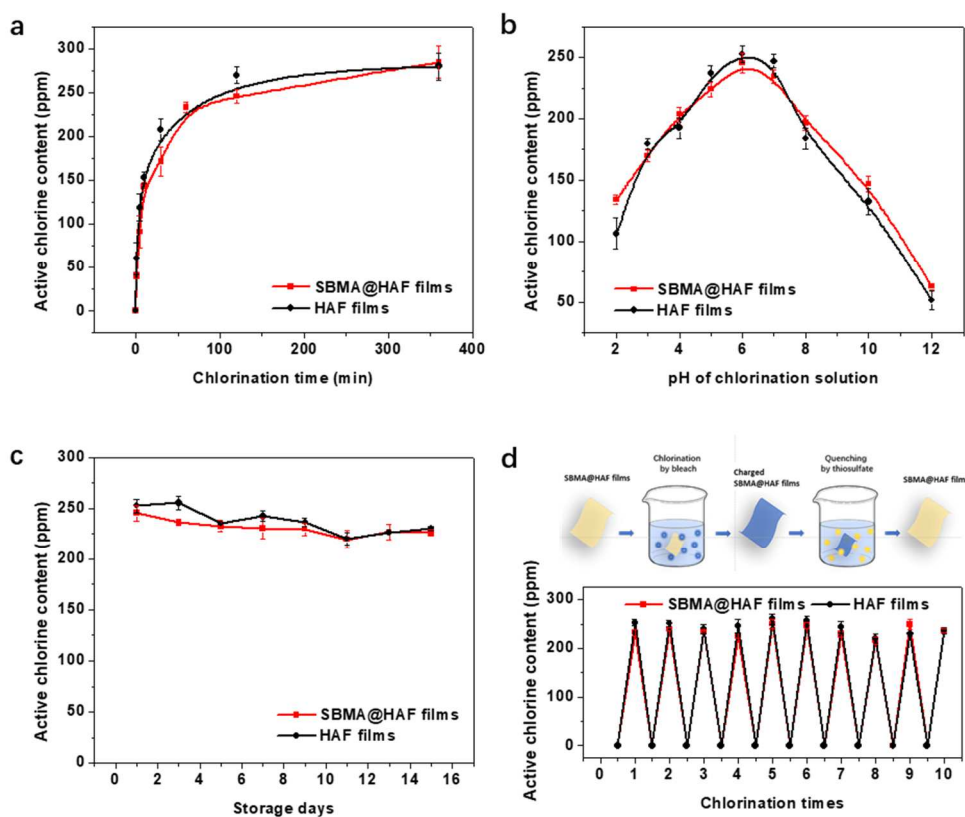 a
Active chlorine content (ppm)
300
250
200
150
100
50
0
SBMA@HAF films
HAF films
0
100
200
300
400
Chlorination time (min)
b
Active chlorine content (ppm)
300
250
200
150
250
50
SBMA@HAF films
HAF films
2
4
6
8
10
12
pH of chlorination solution
c
Active chlorine content (ppm)
300
250
200
150
100
50
0
SBMA@HAF films
HAF films
0
2
4
6
8
10
12
14
16
Storage days
d
SBMA@HAF films
Chlorination
by bleach
Charged
SBMA@HAF films
Quenching
by thiosulfate
SBMA@HAF film
Active chlorine content (ppm)
300
200
100
0
SBMA@HAF films
HAF films
0
1
2
3
4
5
6
7
8
9
10
Chlorination times